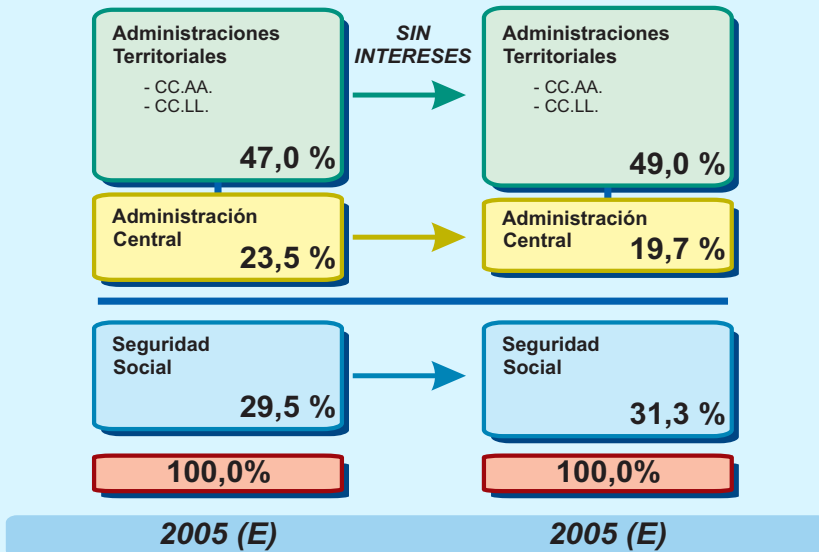 Administraciones
Territoriales
- CC.AA.
- CC.LL.
47,0 %
SIN
INTERESES
Administraciones
Territoriales
- CC.AA.
- CC.LL.
49,0 %
Administración
Central
23,5 %
Administración
Central
19,7 %
Seguridad
Social
29,5 %
Seguridad
Social
31,3 %
100,0%
100,0%
2005 (E)
2005 (E)